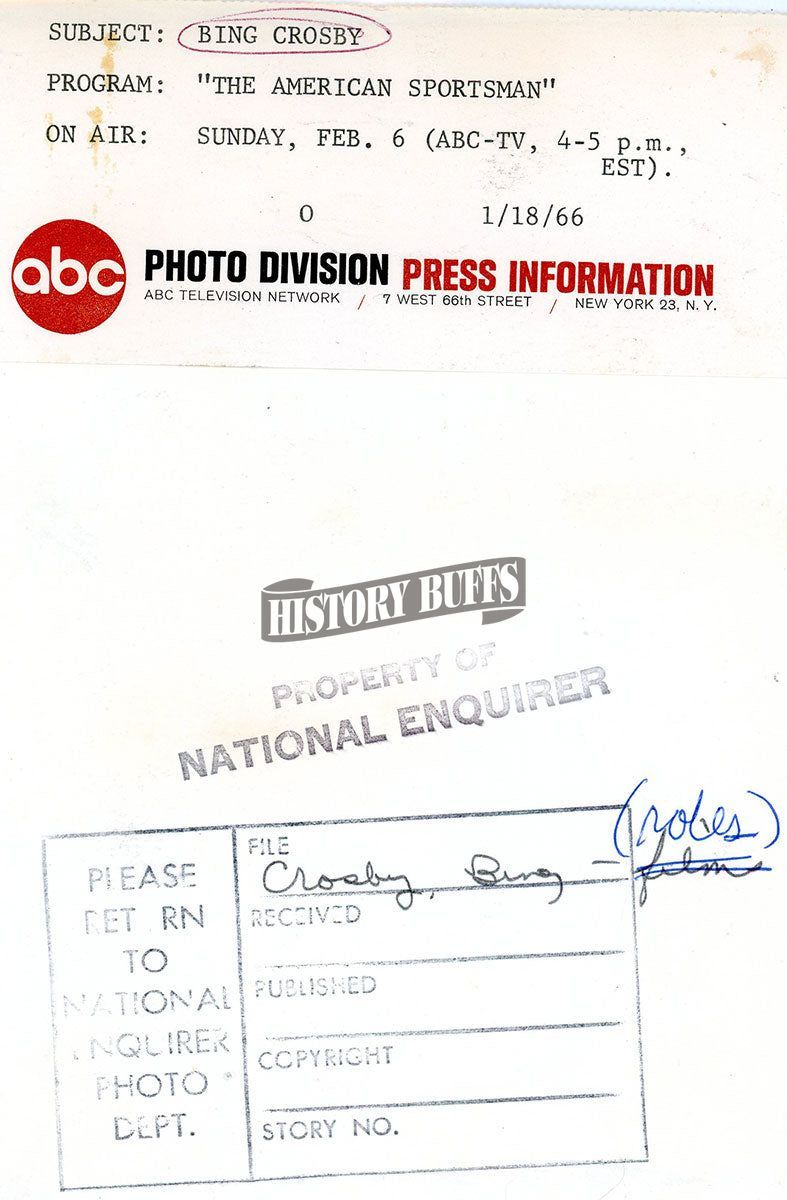 SUBJECT: BING CROSBY
PROGRAM: "THE AMERICAN SPORTSMAN"
ON AIR: SUNDAY, FEB. 6 (ABC-TV, 4-5 p.m.,
EST).
O 1/18/66
abc PHOTO DIVISION PRESS INFORMATION
ABC TELEVISION NETWORK / 7 WEST 66th STREET / NEW YORK 23, N. Y.
HISTORY BUFFS
PROPERTY OF
NATIONAL ENQUIRER
PLEASE
RET RN
TO
NATIONAL
ENQUIRER
PHOTO
DEPT.
FILE
(roles)
Crosby, Bing – film
RECEIVED
PUBLISHED
COPYRIGHT
STORY NO.